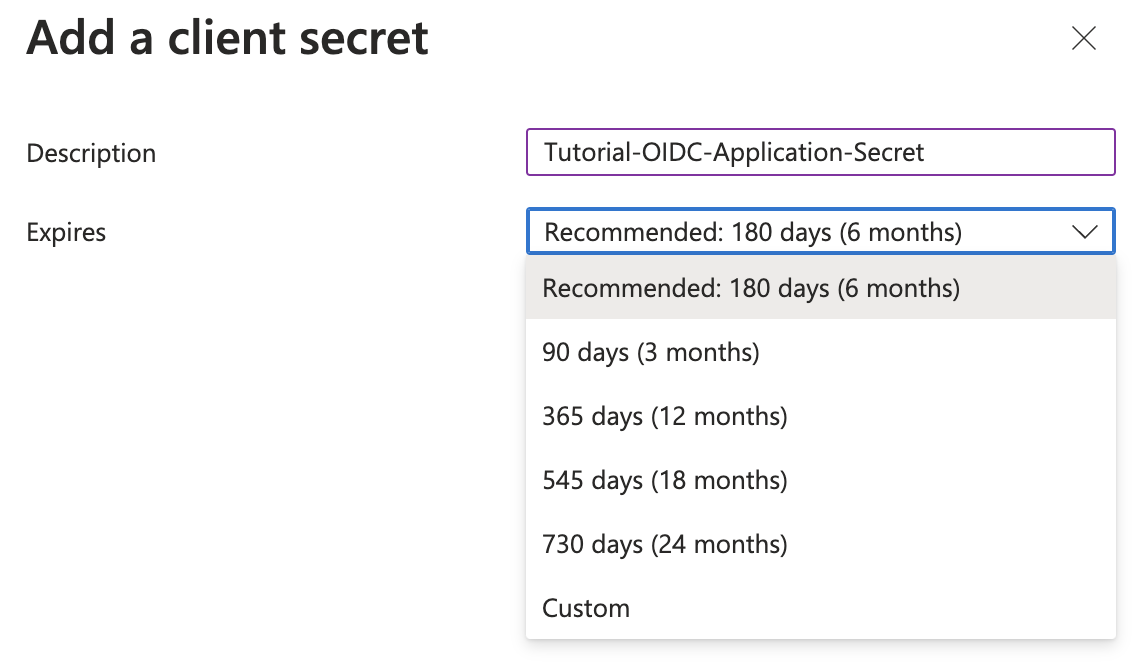 Add a client secret
Description
Tutorial-OIDC-Application-Secret
Expires
Recommended: 180 days (6 months)
Recommended: 180 days (6 months)
90 days (3 months)
365 days (12 months)
545 days (18 months)
730 days (24 months)
Custom